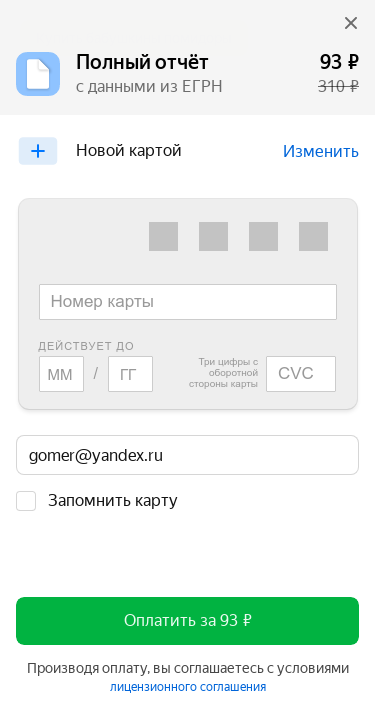 Полный отчёт
93 ₽
с данными из ЕГРН
310 ₽
Новой картой
Изменить
Номер карты
ДЕЙСТВУЕТ ДО
ММ / ГГ
Три цифры с
оборотной
стороны карты
CVC
gomer@yandex.ru
Запомнить карту
Оплатить за 93 ₽
Производя оплату, вы соглашаетесь с условиями
лицензионного соглашения